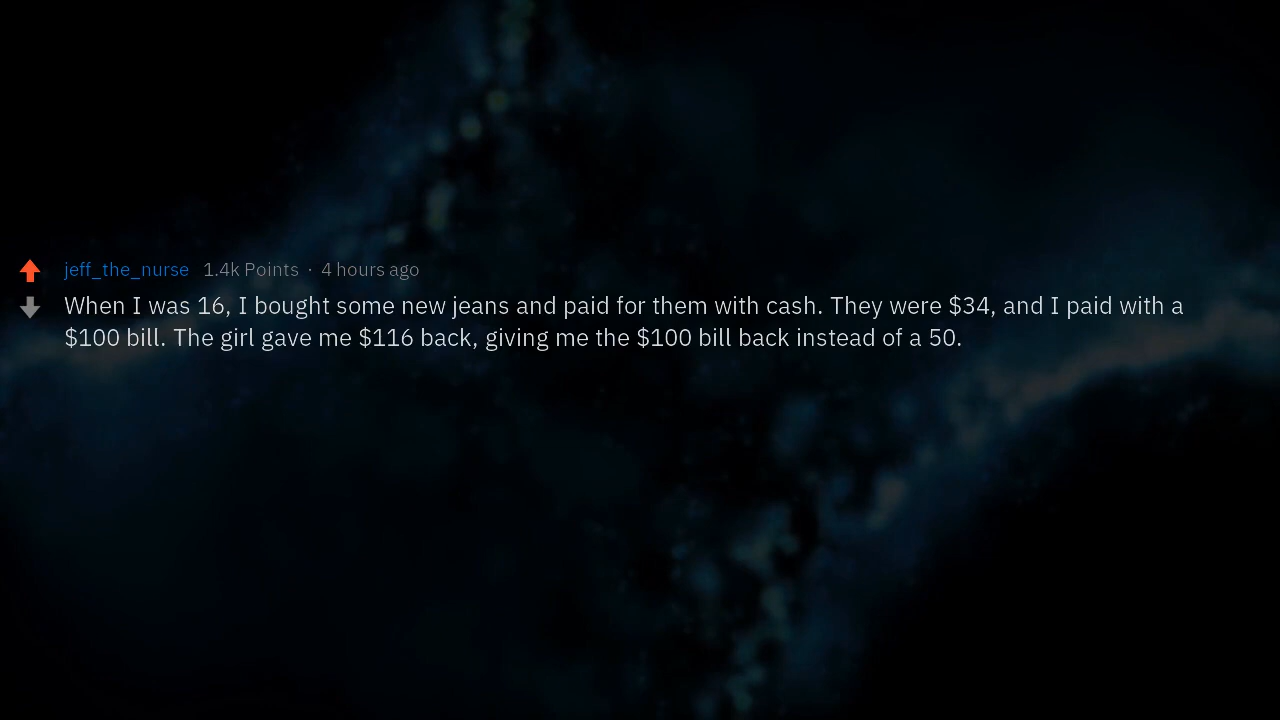 jeff_the_nurse 1.4k Points · 4 hours ago
When I was 16, I bought some new jeans and paid for them with cash. They were $34, and I paid with a
$100 bill. The girl gave me $116 back, giving me the $100 bill back instead of a 50.